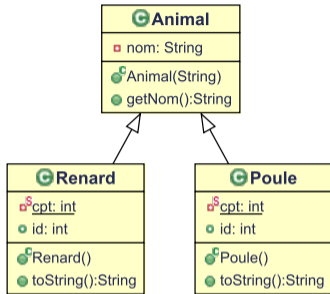 Animal
nom: String
Animal(String)
getNom():String
Renard
cpt: int
id: int
Renard()
toString():String
Poule
cpt: int
id: int
Poule()
toString():String